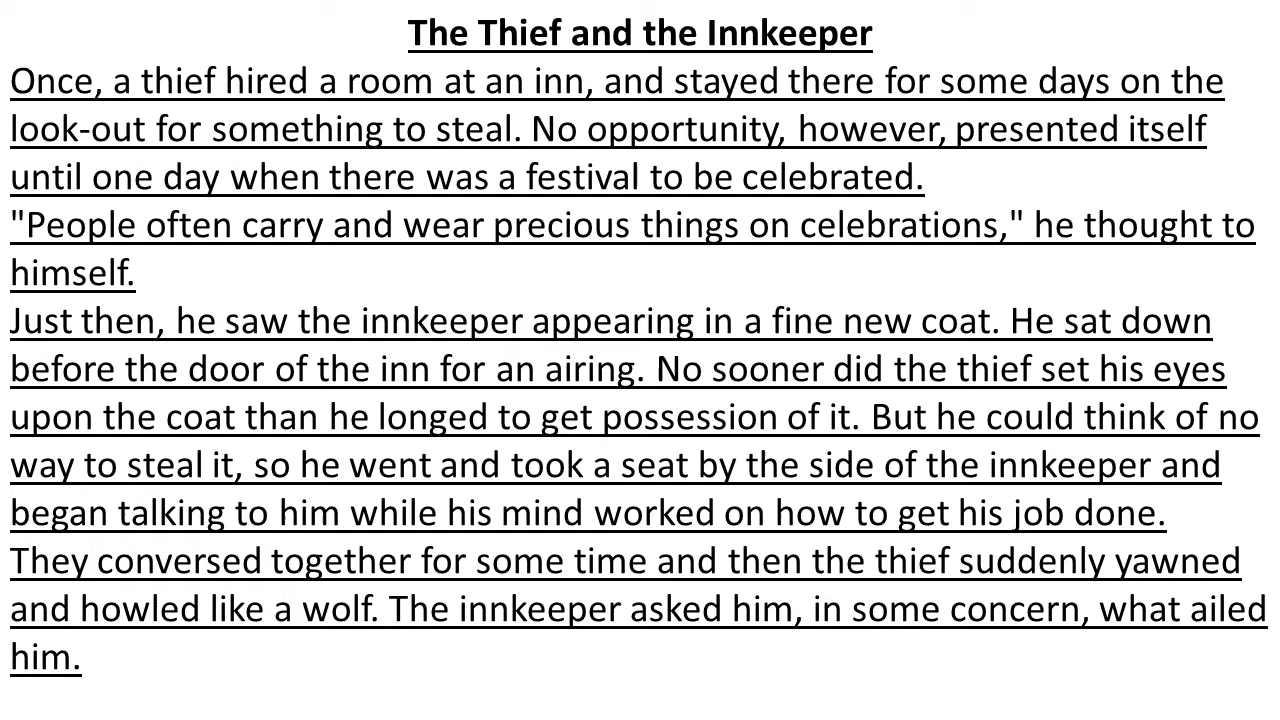 The Thief and the Innkeeper
Once, a thief hired a room at an inn, and stayed there for some days on the
look-out for something to steal. No opportunity, however, presented itself
until one day when there was a festival to be celebrated.
"People often carry and wear precious things on celebrations," he thought to
himself.
Just then, he saw the innkeeper appearing in a fine new coat. He sat down
before the door of the inn for an airing. No sooner did the thief set his eyes
upon the coat than he longed to get possession of it. But he could think of no
way to steal it, so he went and took a seat by the side of the innkeeper and
began talking to him while his mind worked on how to get his job done.
They conversed together for some time and then the thief suddenly yawned
and howled like a wolf. The innkeeper asked him, in some concern, what ailed
him.